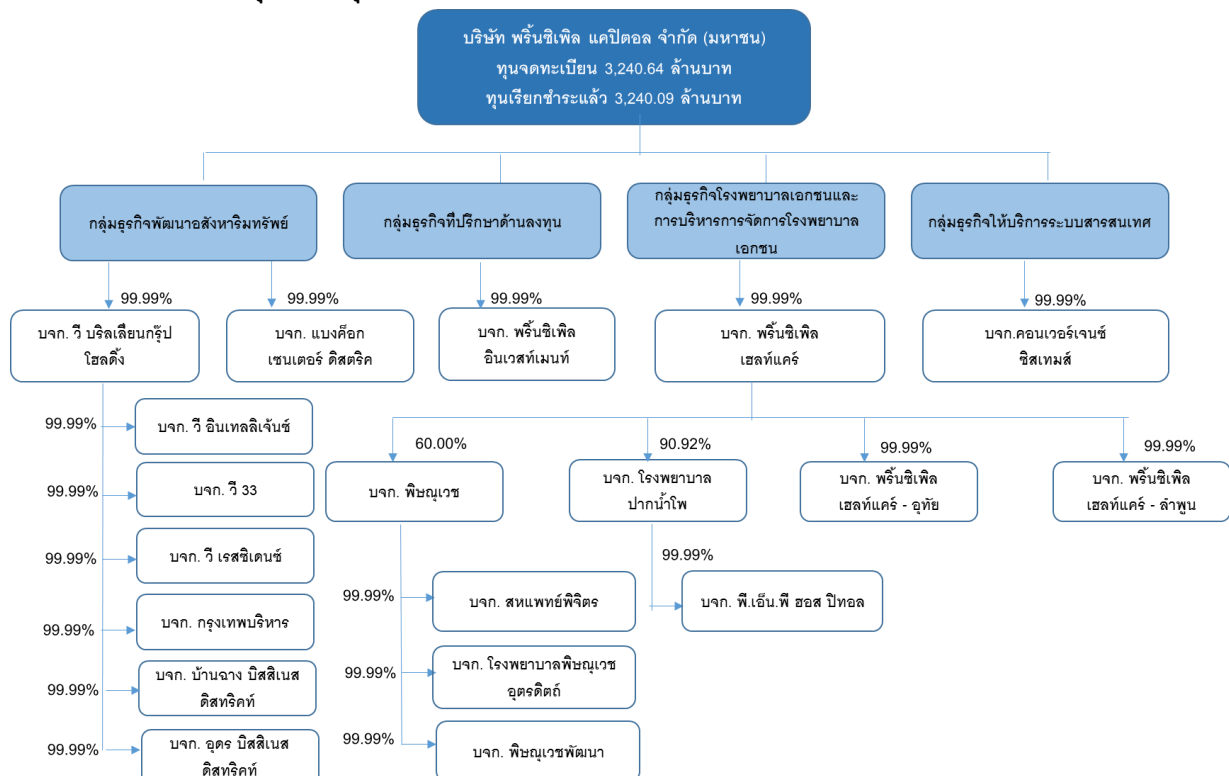 บริษัท พริ้นซิเพิล แคปิตอล จำกัด (มหาชน)
ทุนจดทะเบียน 3,240.64 ล้านบาท
ทุนเรียกชำระแล้ว 3,240.09 ล้านบาท
กลุ่มธุรกิจพัฒนาอสังหาริมทรัพย์
กลุ่มธุรกิจที่ปรึกษาด้านลงทุน
กลุ่มธุรกิจโรงพยาบาลเอกชนและ
การบริหารการจัดการโรงพยาบาล
เอกชน
กลุ่มธุรกิจให้บริการระบบสารสนเทศ
99.99%
99.99%
99.99%
99.99%
99.99%
บจก. วี บริลเลี่ยนกรุ๊ป
โฮลดิ้ง
บจก. แบงค็อก
เซนเตอร์ ดิสตริค
บจก. พริ้นซิเพิล
อินเวสท์เมนท์
บจก. พริ้นซิเพิล
เฮลท์แคร์
บจก.คอนเวอร์เจนซ์
ซิสเทมส์
99.99%
บจก. วี อินเทลลิเจ้นซ์
99.99%
บจก. วี 33
99.99%
บจก. วี เรสซิเดนซ์
99.99%
บจก. กรุงเทพบริหาร
99.99%
บจก. บ้านฉาง บิสสิเนส
ดิสทริคท์
99.99%
บจก. อุดร บิสสิเนส
ดิสทริคท์
60.00%
90.92%
99.99%
99.99%
บจก. พิษณุเวช
บจก. โรงพยาบาล
ปากน้ำโพ
บจก. พริ้นซิเพิล
เฮลท์แคร์ - อุทัย
บจก. พริ้นซิเพิล
เฮลท์แคร์ - ลำพูน
99.99%
บจก. สหแพทย์พิจิตร
99.99%
บจก. โรงพยาบาลพิษณุเวช
อุตรดิตถ์
99.99%
บจก. พิษณุเวชพัฒนา
99.99%
บจก. พี.เอ็น.พี ฮอส ปิทอล